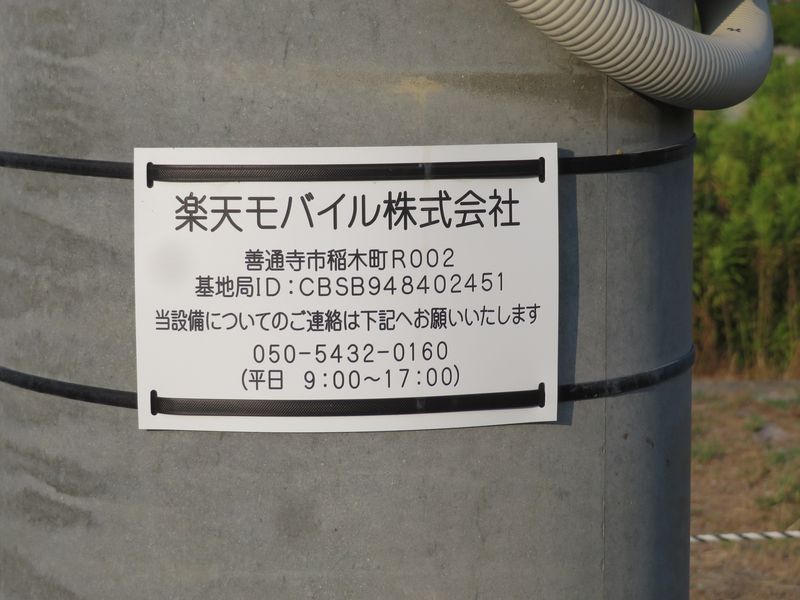 楽天モバイル株式会社
善通寺市稲木町R002
基地局ID:CBSB948402451
当設備についてのご連絡は下記へお願いいたします
050-5432-0160
(平日 9:00～17:00)